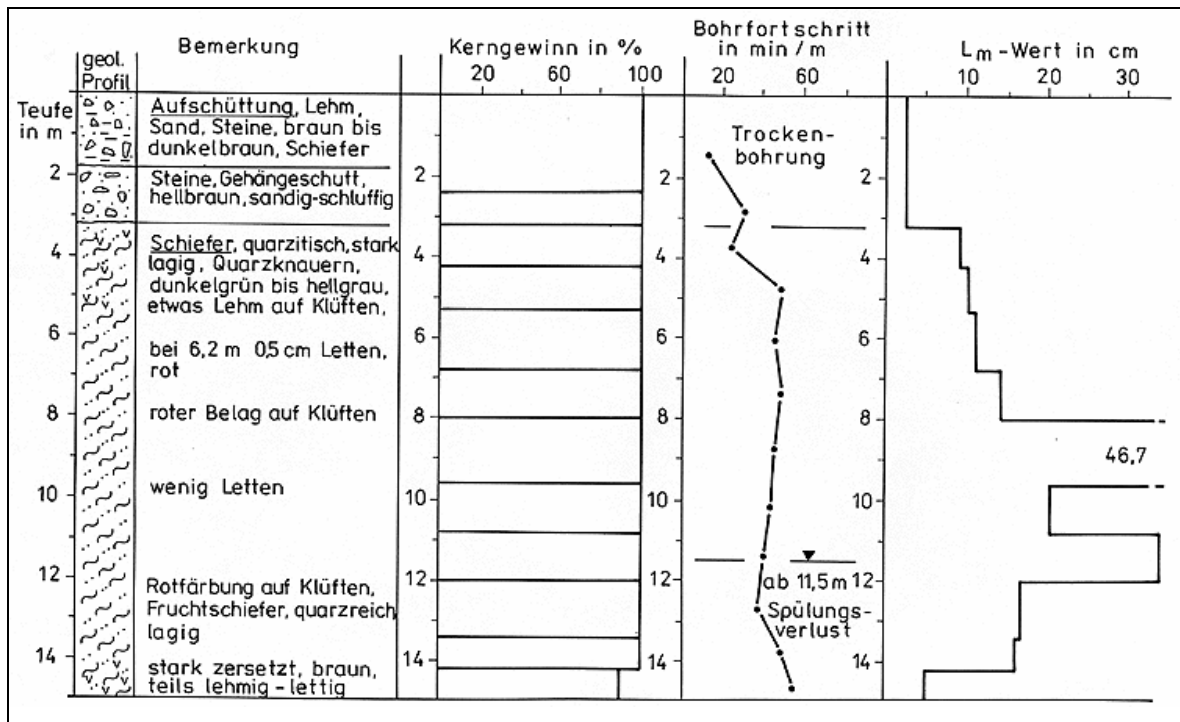 geol.
Profil
Bemerkung
Kerngewinn in %
20 60 100
Bohrfortschritt
in min/m
20 60
Lm-Wert in cm
10 20 30
Teufe
in m
2
4
6
8
10
12
14
Aufschüttung, Lehm,
Sand, Steine, braun bis
dunkelbraun, Schiefer
Steine, Gehängeschutt,
hellbraun, sandig-schluffig
Schiefer, quarzitisch, stark
lagig, Quarzknauern,
dunkelgrün bis hellgrau,
etwas Lehm auf Klüften,
bei 6,2 m 0,5 cm Letten,
rot
roter Belag auf Klüften
wenig Letten
Rotfärbung auf Klüften,
Fruchtschiefer, quarzreich
lagig
stark zersetzt, braun,
teils lehmig-lettig
2
4
6
8
10
12
14
Trocken-
bohrung
2
4
6
8
10
12
14
ab 11,5m
Spülungs-
verlust
2
4
6
8
10
12
14
46,7